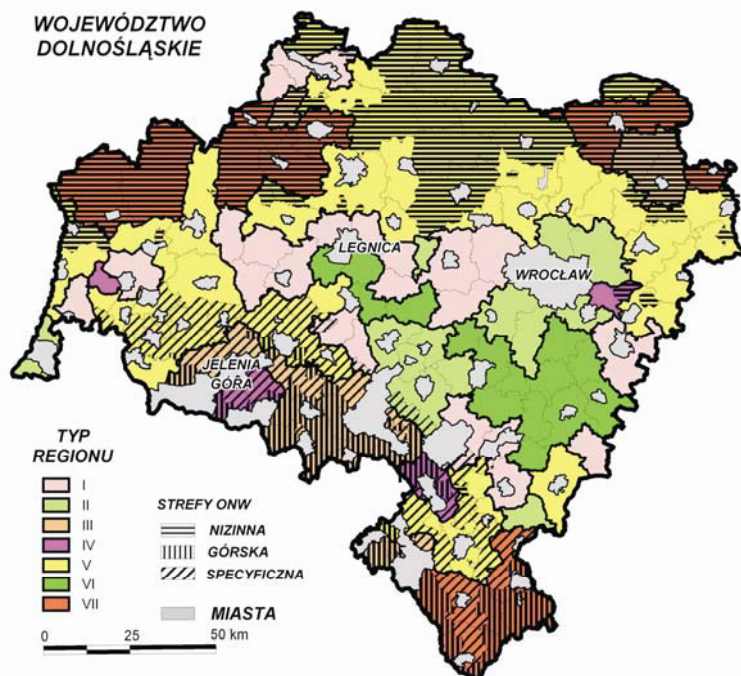 WOJEWÓDZTWO
DOLNOŚLĄSKIE
LEGNICA
WROCŁAW
JELENIA
GÓRA
TYP
REGIONU
I
II
III
IV
V
VI
VII
STREFY ONW
NIZINNA
GÓRSKA
SPECYFICZNA
MIASTA
0 25 50 km